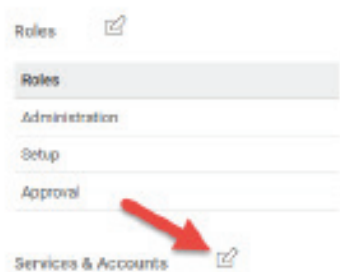 Roles
Roles
Administration
Setup
Approval
Services & Accounts